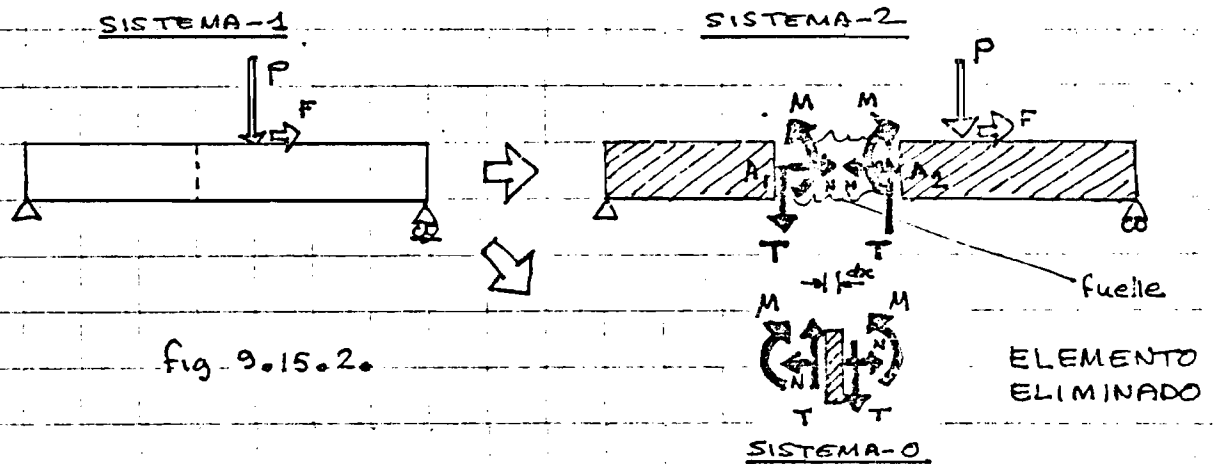 SISTEMA-1
SISTEMA-2
P
F
P
F
M
M
A1
N
N
A2
T
T
dx
fuelle
M
M
N
N
T
T
fig 9.15.2.
ELEMENTO
ELIMINADO
SISTEMA-0